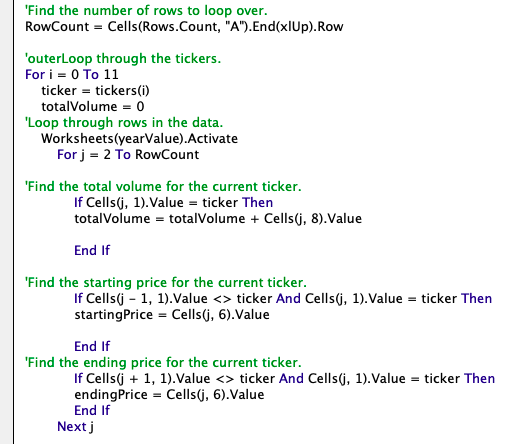 'Find the number of rows to loop over.
RowCount = Cells(Rows.Count, "A").End(xlUp).Row
'outerLoop through the tickers.
For i = 0 To 11
ticker = tickers(i)
totalVolume = 0
'Loop through rows in the data.
Worksheets(yearValue).Activate
For j = 2 To RowCount
'Find the total volume for the current ticker.
If Cells(j, 1).Value = ticker Then
totalVolume = totalVolume + Cells(j, 8).Value
End If
'Find the starting price for the current ticker.
If Cells(j - 1, 1).Value <> ticker And Cells(j, 1).Value = ticker Then
startingPrice = Cells(j, 6).Value
End If
'Find the ending price for the current ticker.
If Cells(j + 1, 1).Value <> ticker And Cells(j, 1).Value = ticker Then
endingPrice = Cells(j, 6).Value
End If
Next j